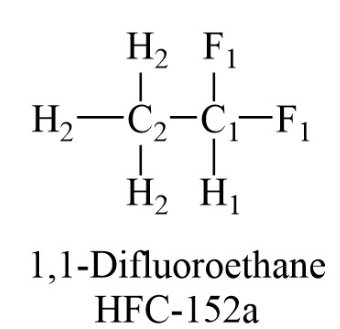 H₂ F₁
H₂—C₂—C₁—F₁
H₂ H₁
1,1-Difluoroethane
HFC-152a